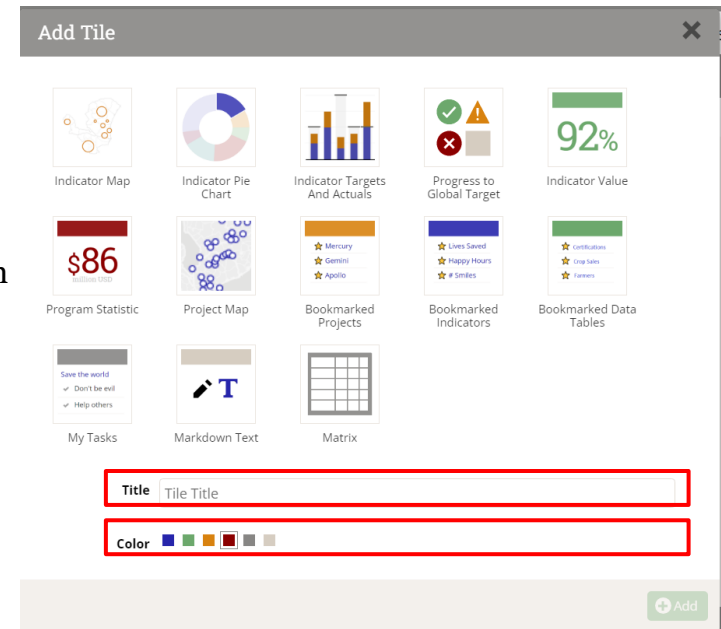 Add Tile
Indicator Map
Indicator Pie
Chart
Indicator Targets
And Actuals
Progress to
Global Target
92%
Indicator Value
$86
million USD
Program Statistic
Project Map
Mercury
Gemini
Apollo
Bookmarked
Projects
Lives Saved
Happy Hours
# Smiles
Bookmarked
Indicators
Certifications
Crop Sales
Farmers
Bookmarked Data
Tables
Save the world
Don't be evil
Help others
My Tasks
T
Markdown Text
Matrix
Title Tile Title
Color
Add